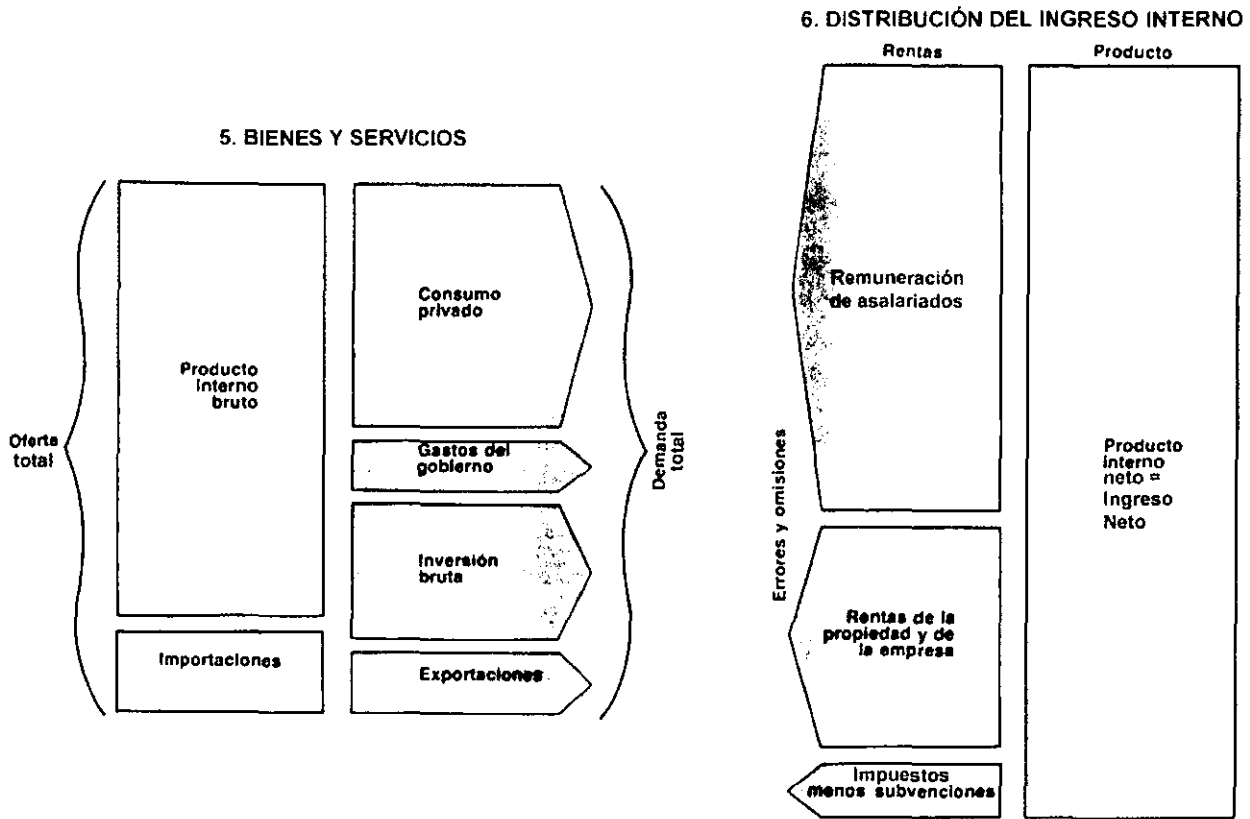 6. DISTRIBUCIÓN DEL INGRESO INTERNO
Rentas
Producto
5. BIENES Y SERVICIOS
Oferta
total
Producto
interno
bruto
Importaciones
Consumo
privado
Gastos del
gobierno
Inversión
bruta
Exportaciones
Demanda
total
Errores y omisiones
Remuneración
de asalariados
Rentas de la
propiedad y de
la empresa
Impuestos
menos subvenciones
Producto
interno
neto =
Ingreso
Neto